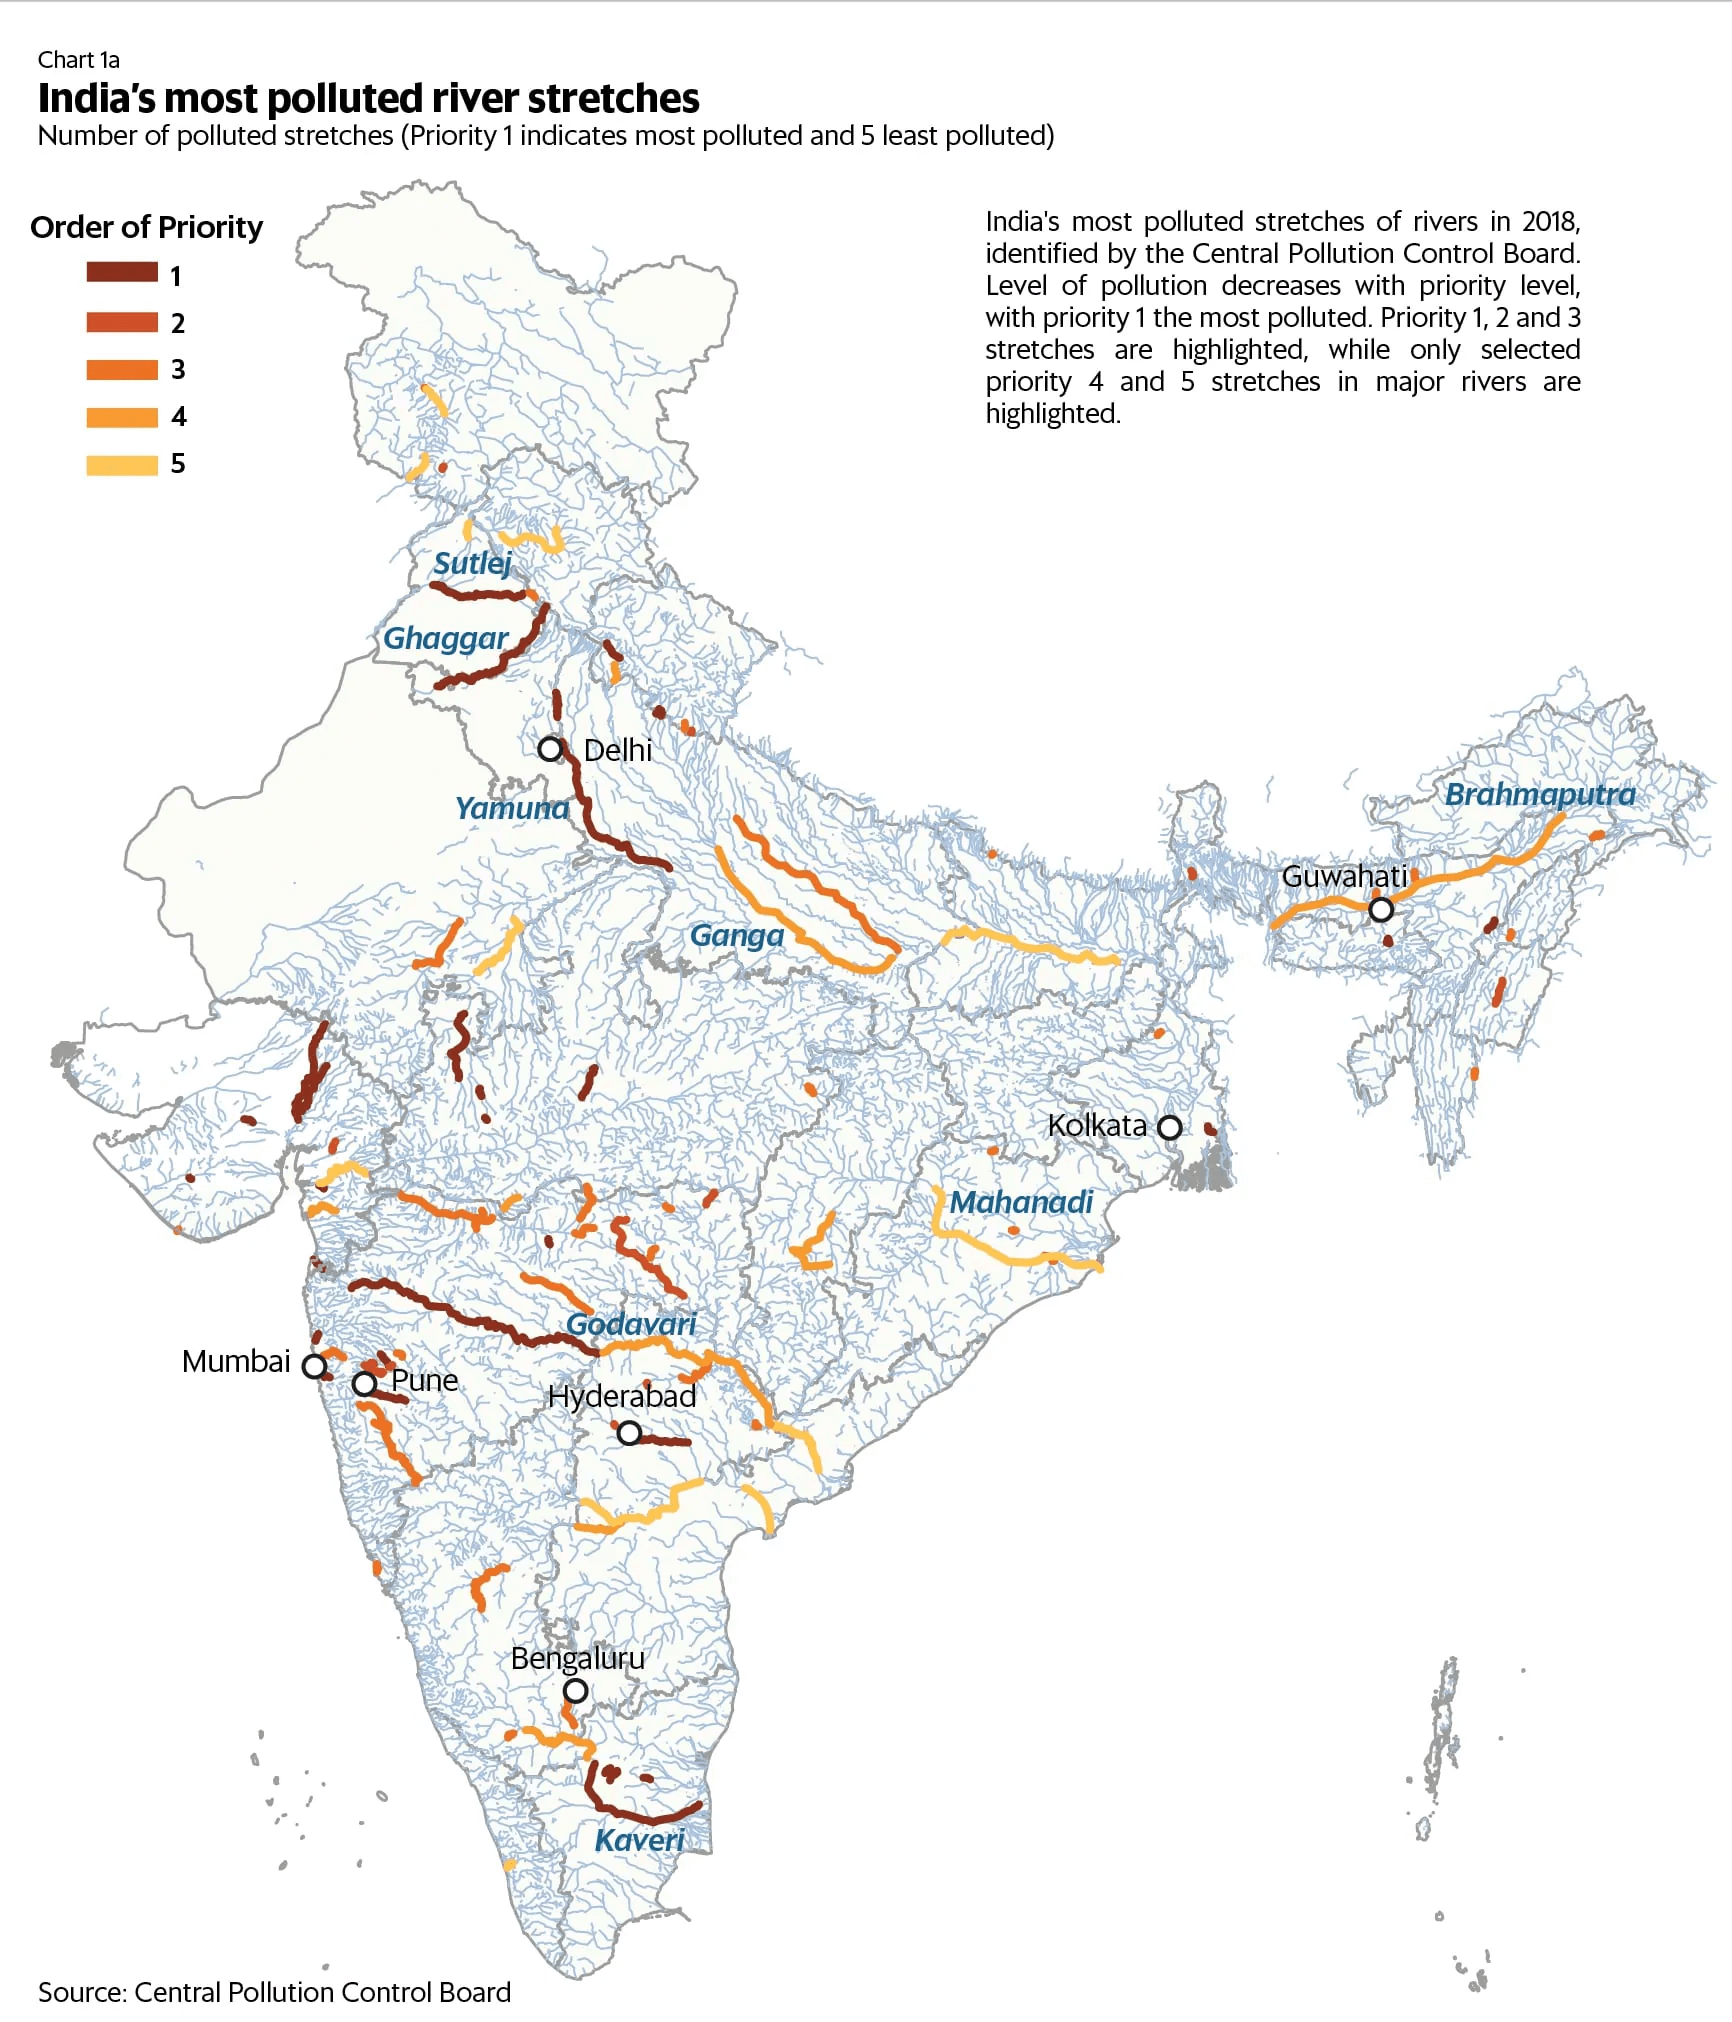 Chart 1a
India's most polluted river stretches
Number of polluted stretches (Priority 1 indicates most polluted and 5 least polluted)
Order of Priority
1
2
3
4
5
India's most polluted stretches of rivers in 2018,
identified by the Central Pollution Control Board.
Level of pollution decreases with priority level,
with priority 1 the most polluted. Priority 1, 2 and 3
stretches are highlighted, while only selected
priority 4 and 5 stretches in major rivers are
highlighted.
Sutlej
Ghaggar
Delhi
Yamuna
Brahmaputra
Guwahati
Ganga
Kolkata
Mahanadi
Godavari
Mumbai
Pune
Hyderabad
Bengaluru
Kaveri
Source: Central Pollution Control Board